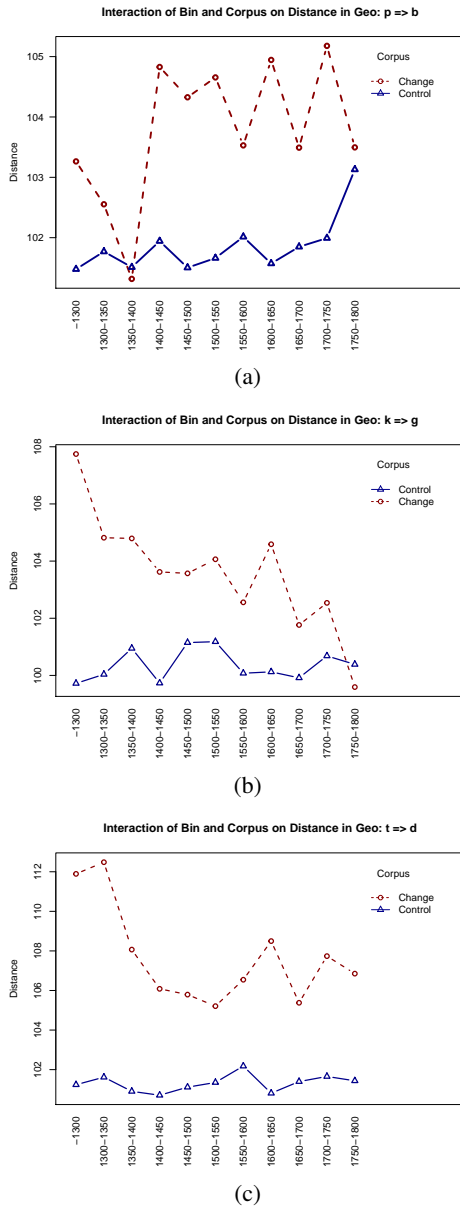 Interaction of Bin and Corpus on Distance in Geo: p => b
Distance
102
103
104
105
−1300
1300−1350
1350−1400
1400−1450
1450−1500
1500−1550
1550−1600
1600−1650
1650−1700
1700−1750
1750−1800
Corpus
Change
Control
(a)
Interaction of Bin and Corpus on Distance in Geo: k => g
Distance
100
102
104
106
108
−1300
1300−1350
1350−1400
1400−1450
1450−1500
1500−1550
1550−1600
1600−1650
1650−1700
1700−1750
1750−1800
Corpus
Control
Change
(b)
Interaction of Bin and Corpus on Distance in Geo: t => d
Distance
102
104
106
108
110
112
−1300
1300−1350
1350−1400
1400−1450
1450−1500
1500−1550
1550−1600
1600−1650
1650−1700
1700−1750
1750−1800
Corpus
Change
Control
(c)